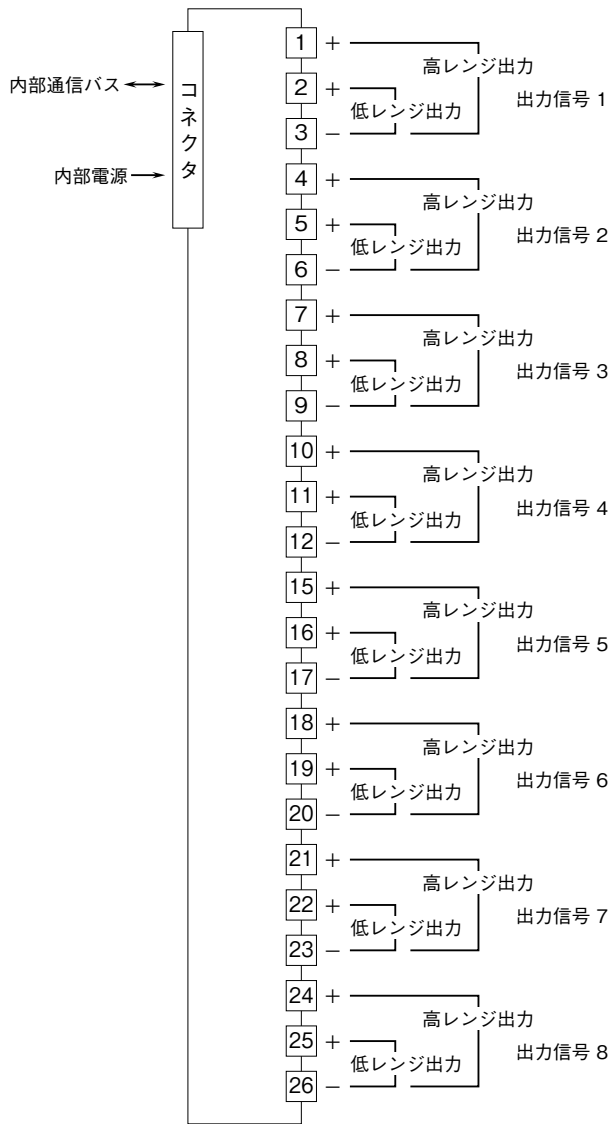 内部通信バス
内部電源
コネクタ
1 +
高レンジ出力
2 +
出力信号 1
低レンジ出力
3 −
4 +
高レンジ出力
5 +
出力信号 2
低レンジ出力
6 −
7 +
高レンジ出力
8 +
出力信号 3
低レンジ出力
9 −
10 +
高レンジ出力
11 +
出力信号 4
低レンジ出力
12 −
15 +
高レンジ出力
16 +
出力信号 5
低レンジ出力
17 −
18 +
高レンジ出力
19 +
出力信号 6
低レンジ出力
20 −
21 +
高レンジ出力
22 +
出力信号 7
低レンジ出力
23 −
24 +
高レンジ出力
25 +
出力信号 8
低レンジ出力
26 −